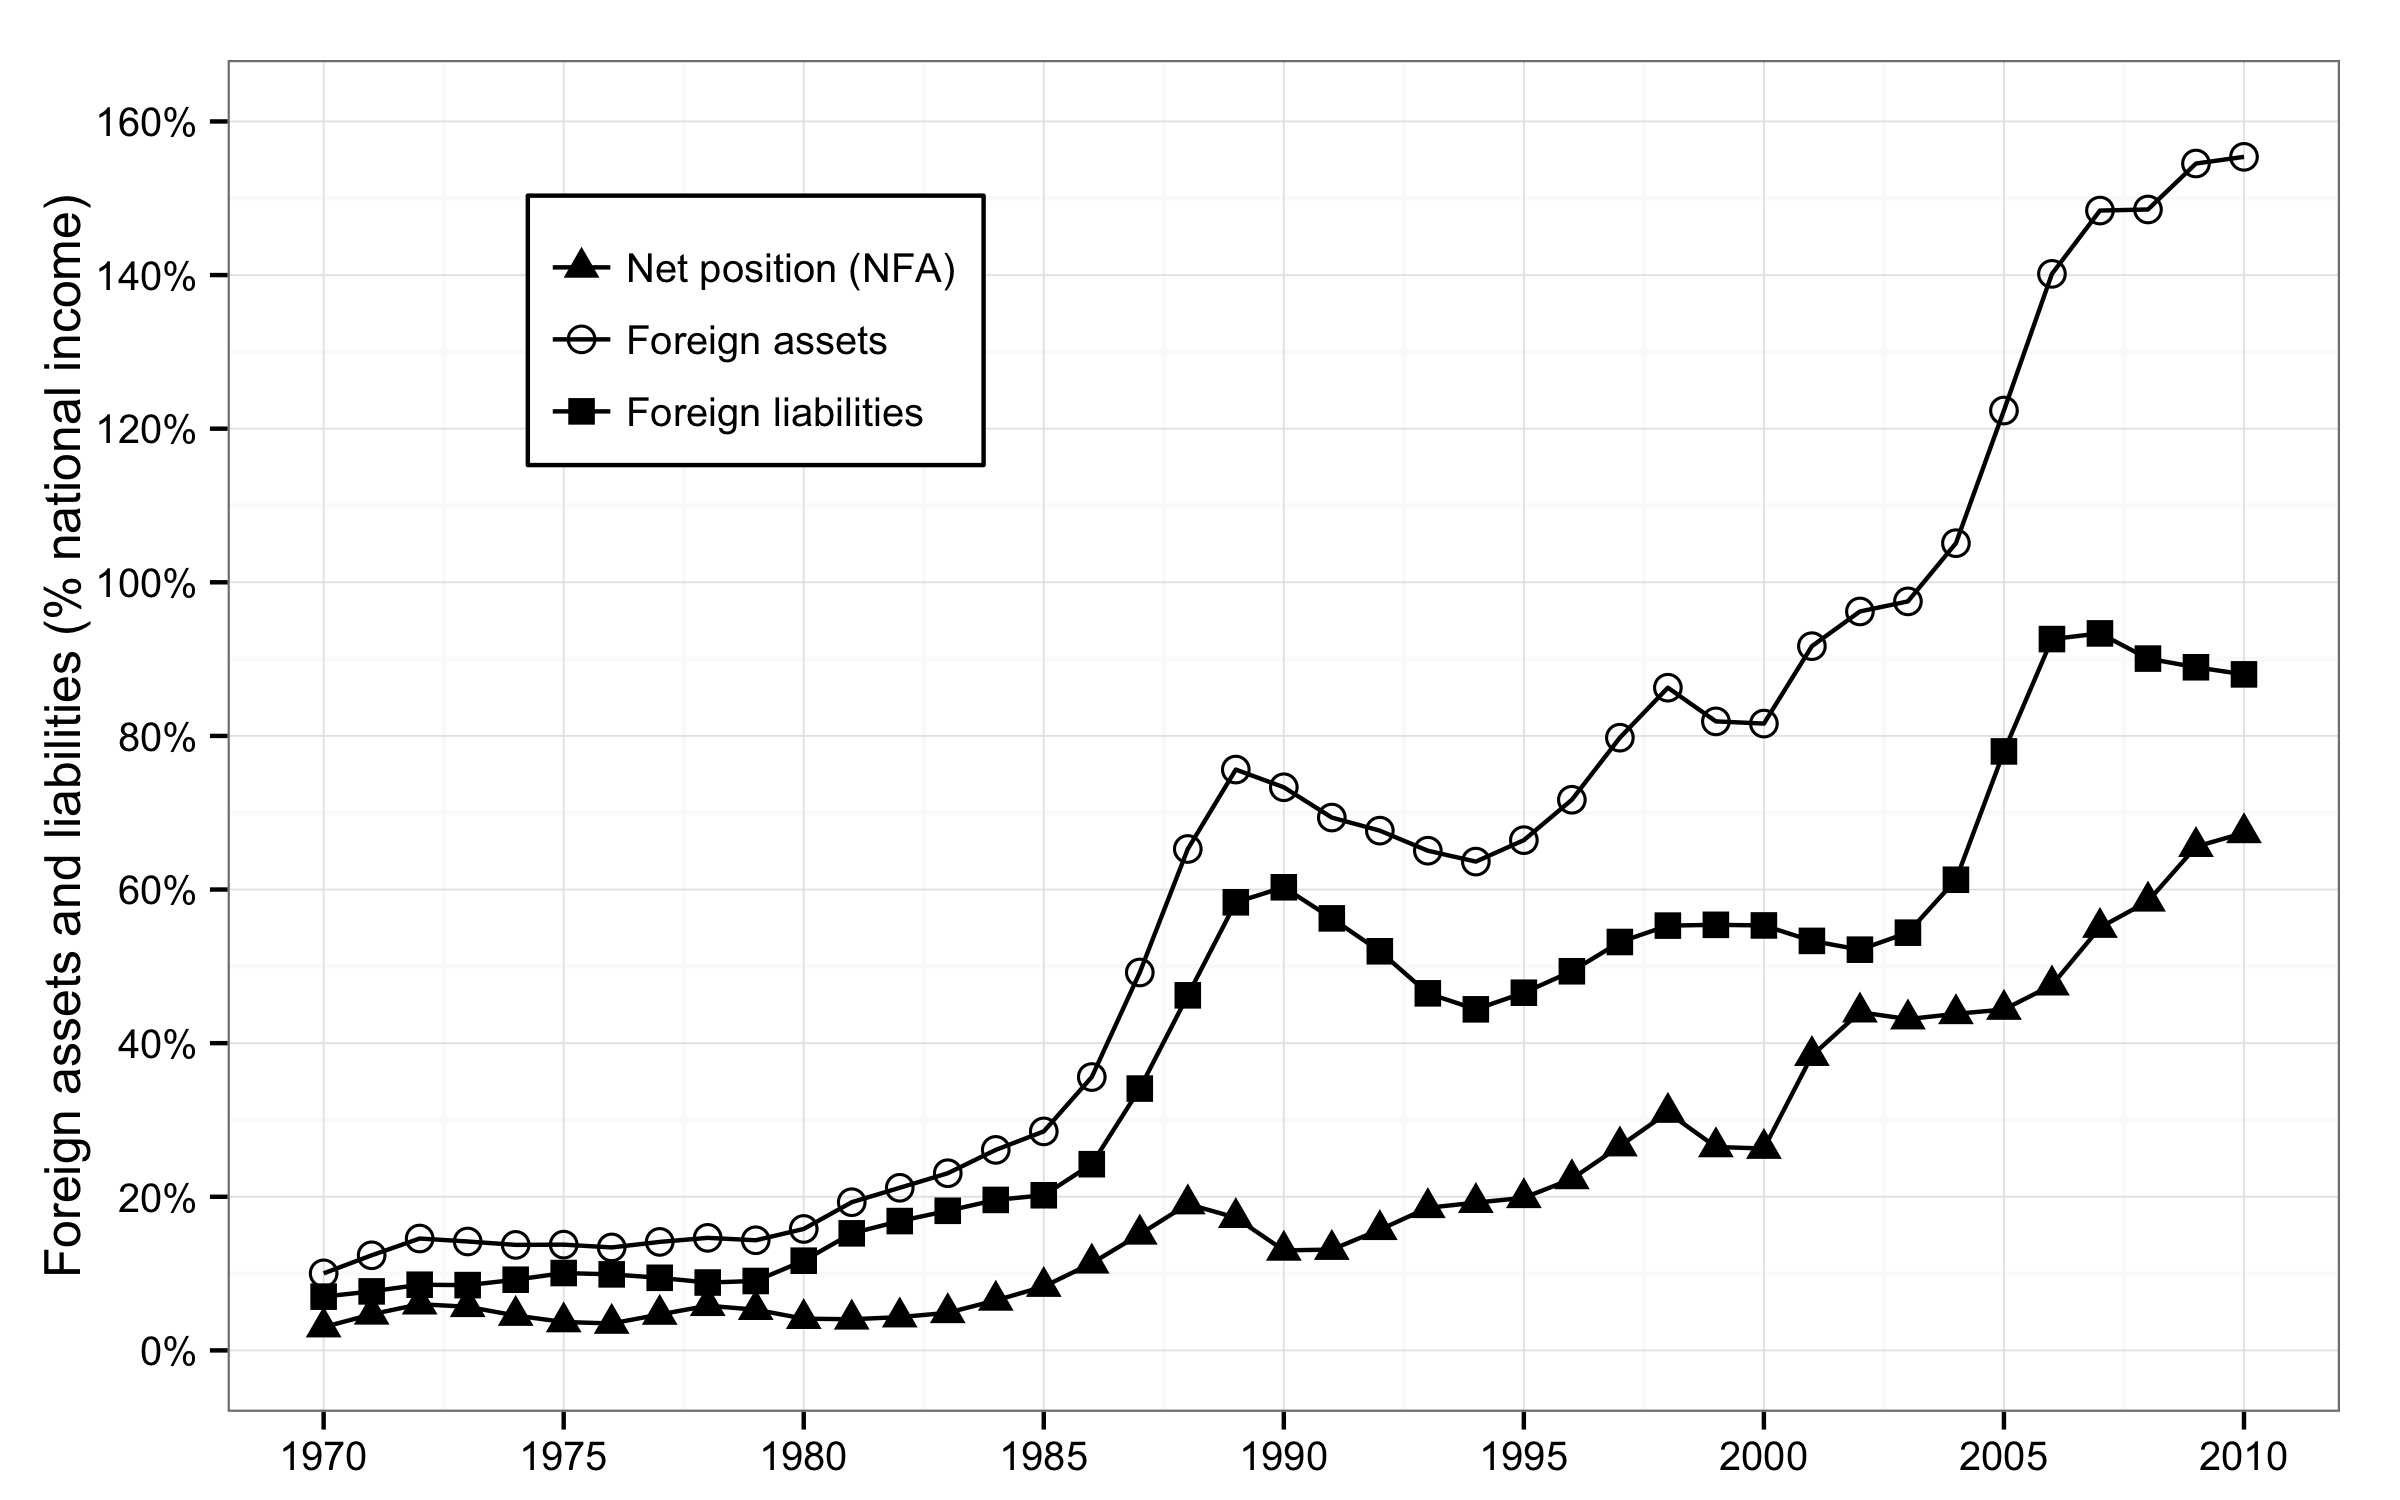 Foreign assets and liabilities (% national income)
160%
140%
120%
100%
80%
60%
40%
20%
0%
Net position (NFA)
Foreign assets
Foreign liabilities
1970 1975 1980 1985 1990 1995 2000 2005 2010